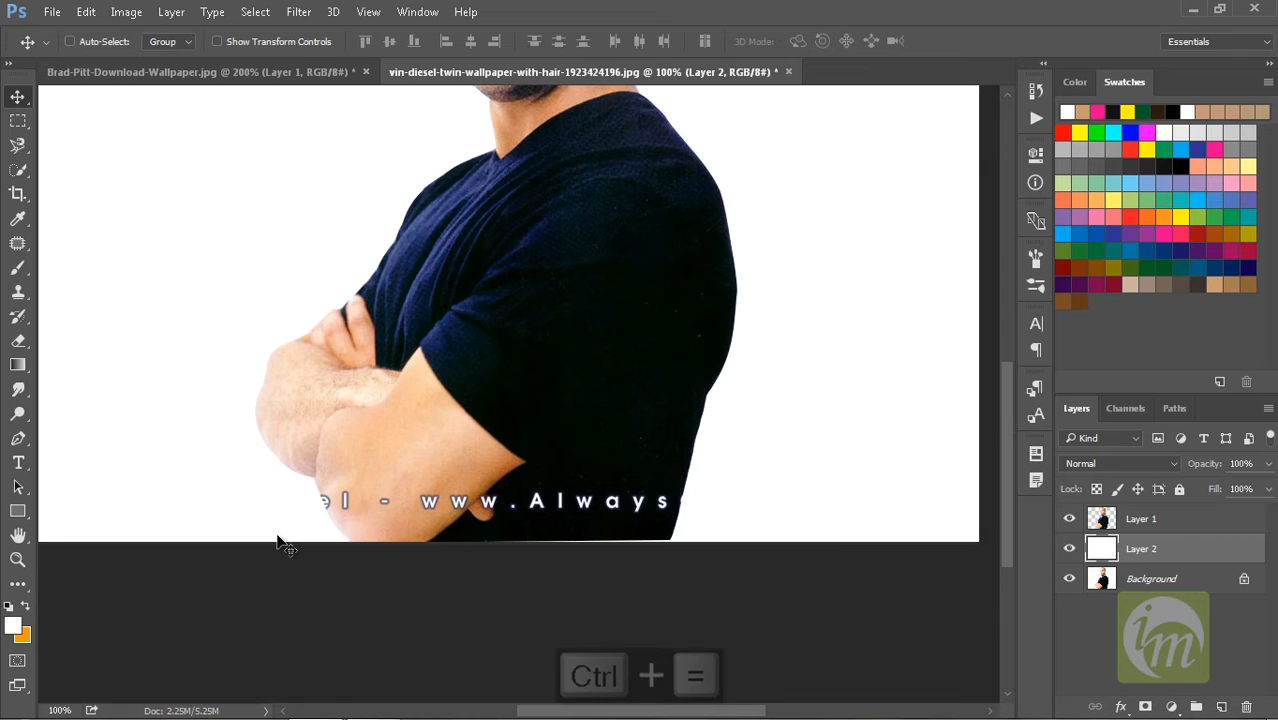 Ps File Edit Image Layer Type Select Filter 3D View Window Help
Auto-Select: Group Show Transform Controls 3D Mode: Essentials
Brad-Pitt-Download-Wallpaper.jpg @ 200% (Layer 1, RGB/8#) * × vin-diesel-twin-wallpaper-with-hair-1923424196.jpg @ 100% (Layer 2, RGB/8#) * ×
Color Swatches
el - www.Always
Layers Channels Paths
Kind
Normal Opacity: 100%
Lock: Fill: 100%
Layer 1
Layer 2
Background
im
Ctrl + =
100% Doc: 2.25M/5.25M